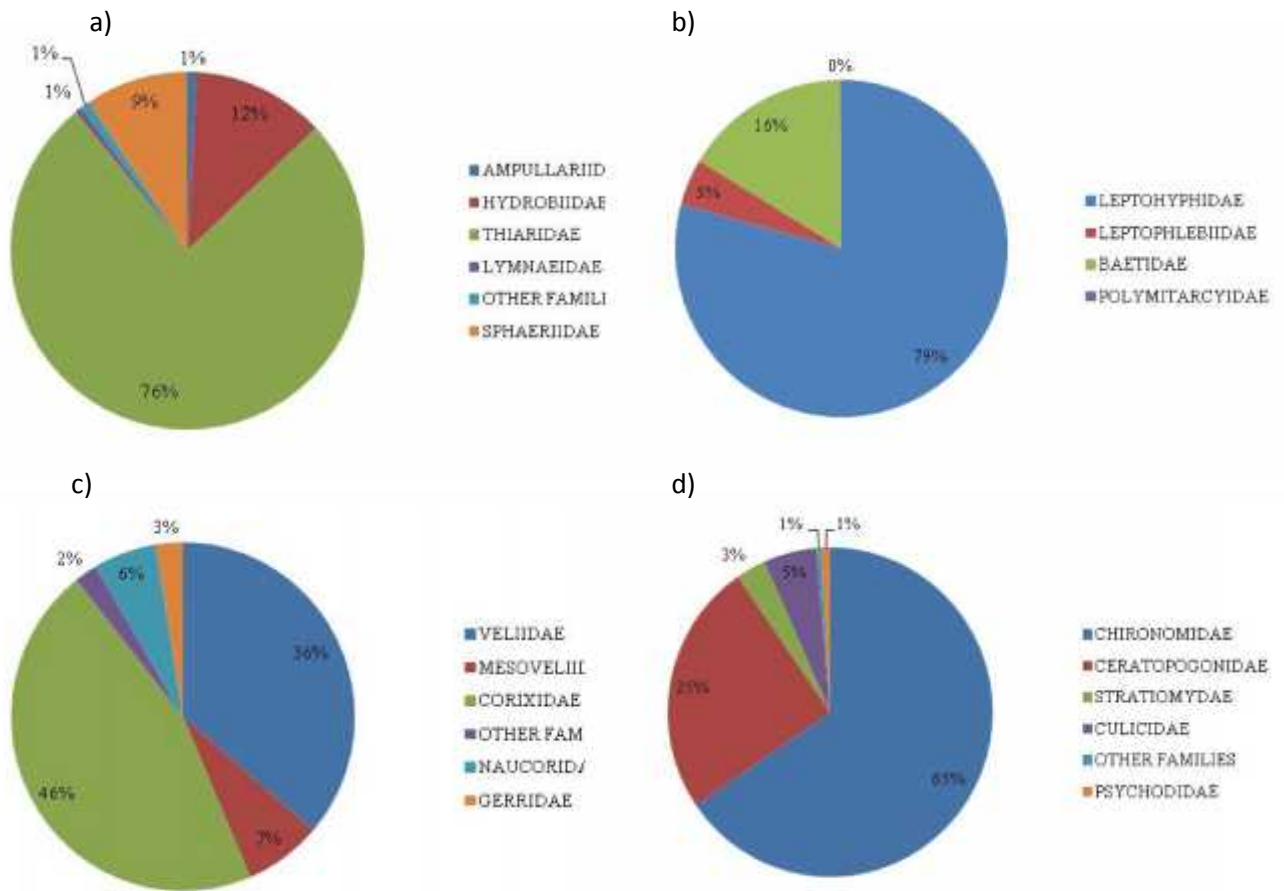 a)
1%
1%
1%
9%
12%
76%
AMPULLARIID
HYDROBIIDAE
THIARIDAE
LYMNAEIDAE
OTHER FAMILI
SPHAERIIDAE
b)
0%
16%
5%
79%
LEPTOHYPHIDAE
LEPTOPHLEBIIDAE
BAETIDAE
POLYMITARCYIDAE
c)
3%
2%
6%
36%
46%
7%
VELIIDAE
MESOVELIII
CORIXIDAE
OTHER FAM
NAUCORIDA
GERRIDAE
d)
1%
1%
3%
5%
25%
65%
CHIRONOMIDAE
CERATOPOGONIDAE
STRATIOMYDAE
CULICIDAE
OTHER FAMILIES
PSYCHODIDAE